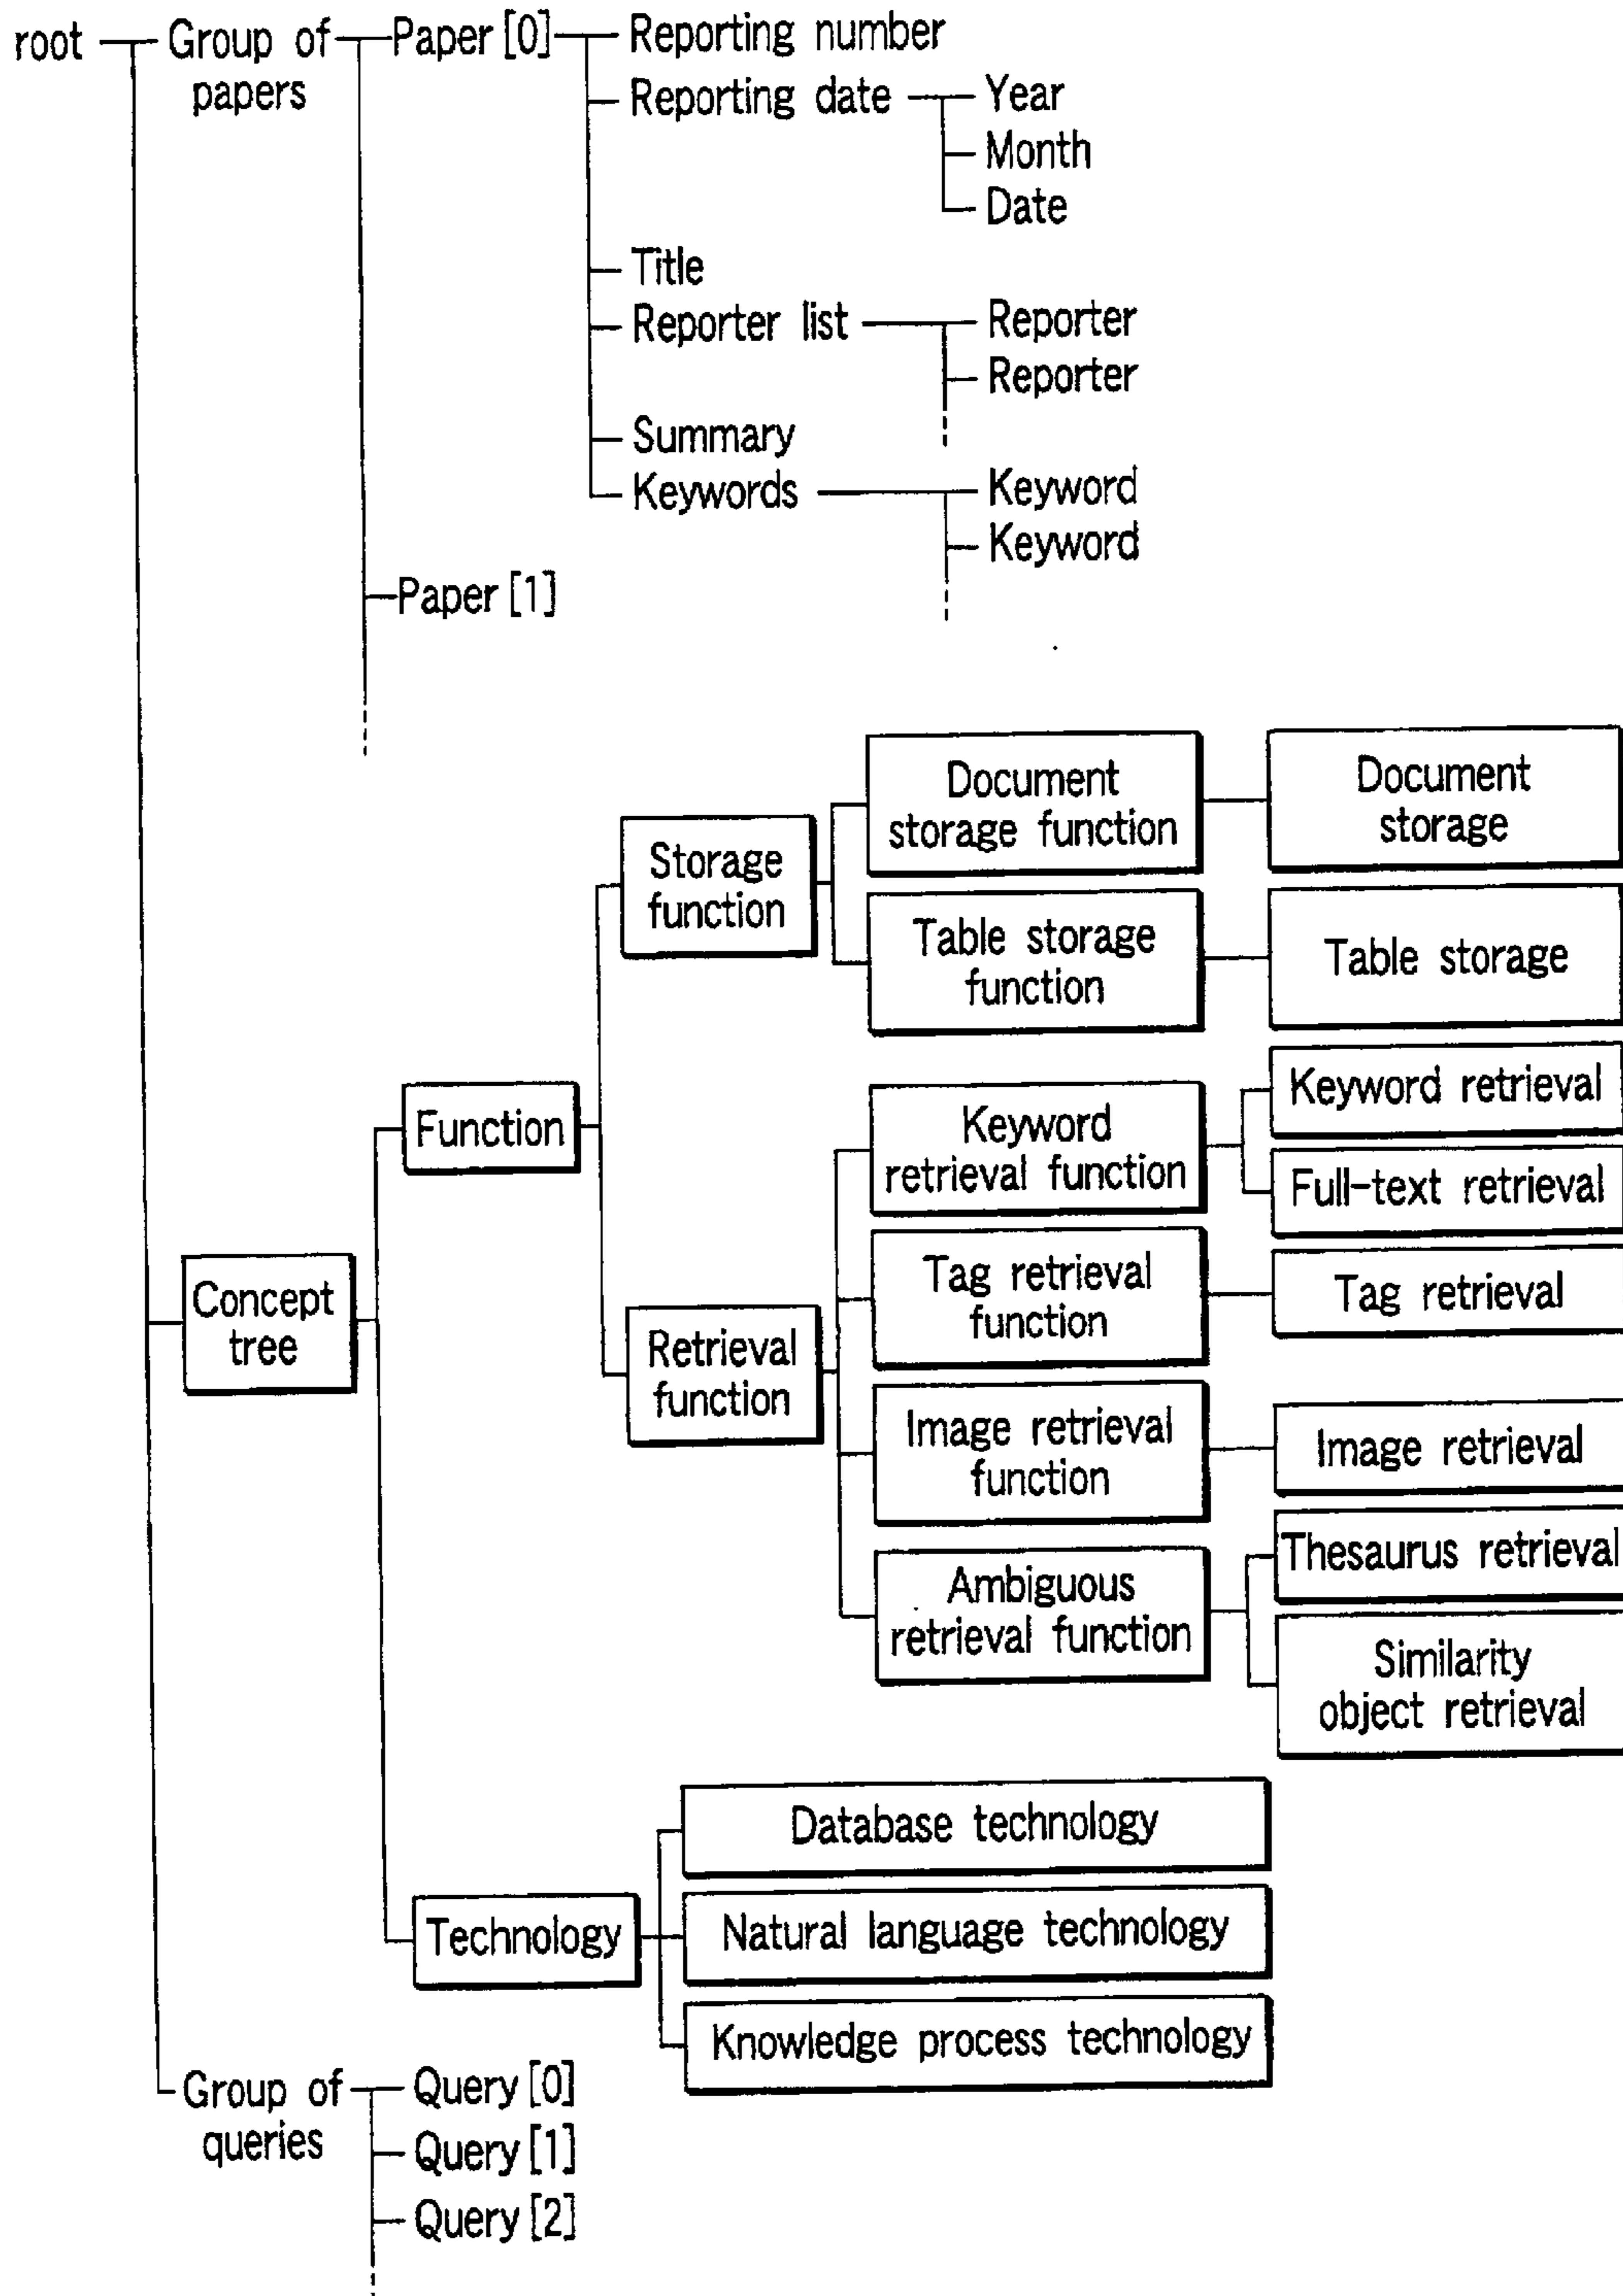 root
Group of
papers
Paper [0]
Reporting number
Reporting date
Year
Month
Date
Title
Reporter list
Reporter
Reporter
Summary
Keywords
Keyword
Keyword
Paper [1]
Concept
tree
Function
Storage
function
Document
storage function
Document
storage
Table storage
function
Table storage
Retrieval
function
Keyword
retrieval function
Keyword retrieval
Full-text retrieval
Tag retrieval
function
Tag retrieval
Image retrieval
function
Image retrieval
Ambiguous
retrieval function
Thesaurus retrieval
Similarity
object retrieval
Technology
Database technology
Natural language technology
Knowledge process technology
Group of
queries
Query [0]
Query [1]
Query [2]